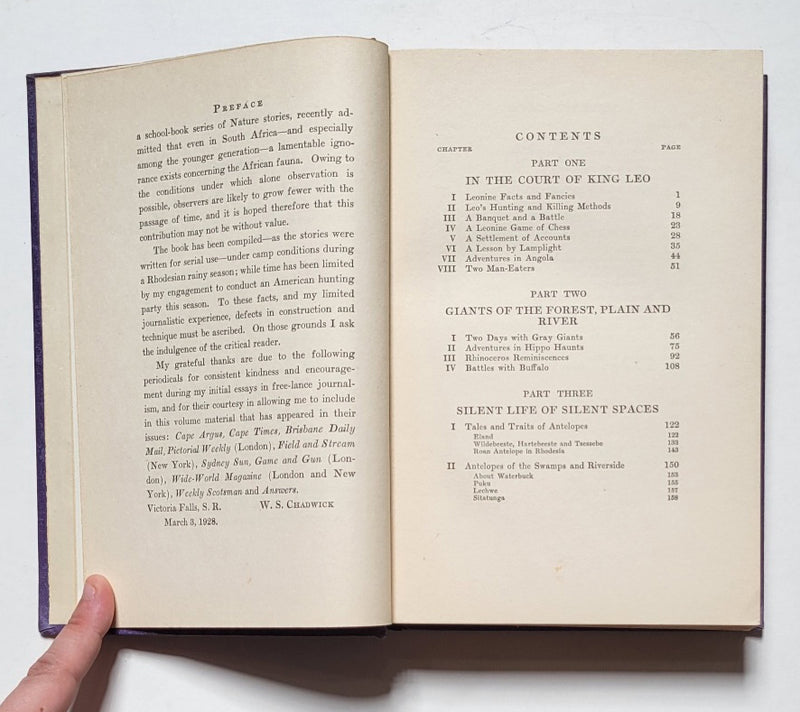 PREFACE
a school-book series of Nature stories, recently ad-
mitted that even in South Africa—and especially
among the younger generation—a lamentable igno-
rance exists concerning the African fauna. Owing to
the conditions under which alone observation is
possible, observers are likely to grow fewer with the
passage of time, and it is hoped therefore that this
contribution may not be without value.
The book has been compiled—as the stories were
written for serial use—under camp conditions during
a Rhodesian rainy season; while time has been limited
by my engagement to conduct an American hunting
party this season. To these facts, and my limited
journalistic experience, defects in construction and
technique must be ascribed. On those grounds I ask
the indulgence of the critical reader.
My grateful thanks are due to the following
periodicals for consistent kindness and encourage-
ment during my initial essays in free-lance journal-
ism, and for their courtesy in allowing me to include
in this volume material that has appeared in their
issues: Cape Argus, Cape Times, Brisbane Daily
Mail, Pictorial Weekly (London), Field and Stream
(New York), Sydney Sun, Game and Gun (Lon-
don), Wide-World Magazine (London and New
York), Weekly Scotsman and Answers.
Victoria Falls, S. R. W. S. CHADWICK
March 3, 1928.
CONTENTS
CHAPTER PAGE
PART ONE
IN THE COURT OF KING LEO
I Leonine Facts and Fancies 1
II Leo's Hunting and Killing Methods 9
III A Banquet and a Battle 18
IV A Leonine Game of Chess 23
V A Settlement of Accounts 28
VI A Lesson by Lamplight 35
VII Adventures in Angola 44
VIII Two Man-Eaters 51
PART TWO
GIANTS OF THE FOREST, PLAIN AND
RIVER
I Two Days with Gray Giants 56
II Adventures in Hippo Haunts 75
III Rhinoceros Reminiscences 92
IV Battles with Buffalo 108
PART THREE
SILENT LIFE OF SILENT SPACES
I Tales and Traits of Antelopes 122
Eland 122
Wildebeeste, Hartebeeste and Tsessebe 133
Roan Antelope in Rhodesia 143
II Antelopes of the Swamps and Riverside 150
About Waterbuck 153
Puku 155
Lechwe 157
Sitatunga 158